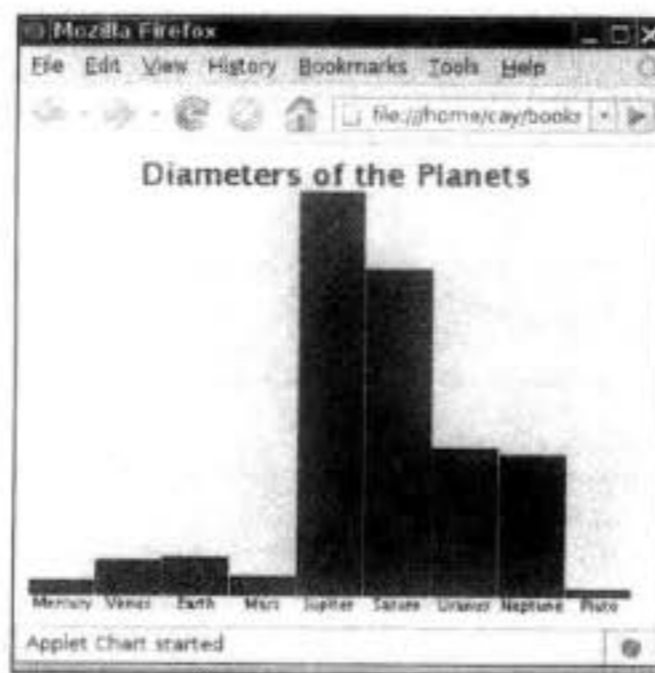 Mozilla Firefox
File Edit View History Bookmarks Tools Help
file:///home/cay/books
Diameters of the Planets
Mercury Venus Earth Mars Jupiter Saturn Uranus Neptune Pluto
Applet Chart started